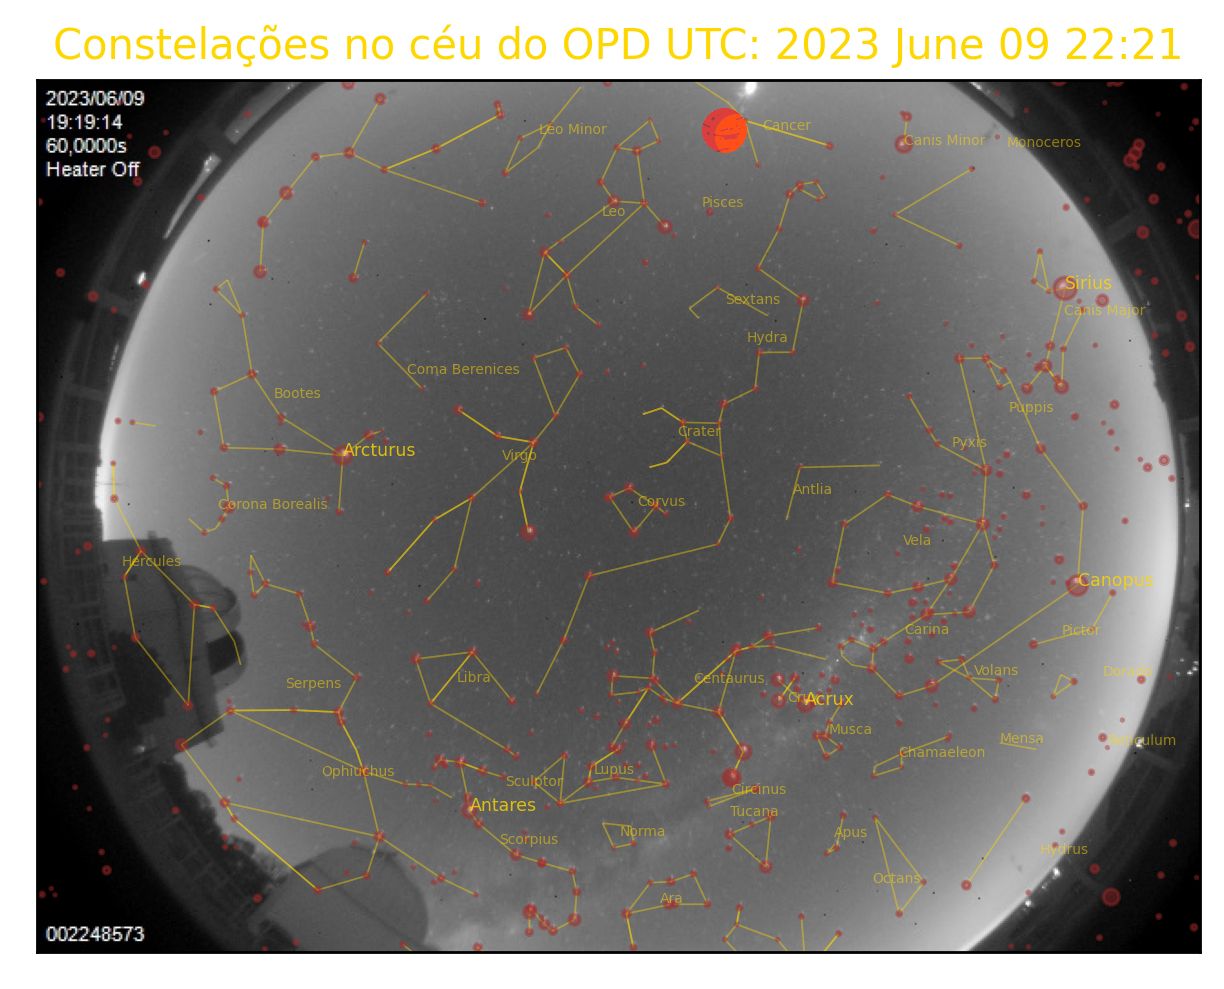 Constelações no céu do OPD UTC: 2023 June 09 22:21
2023/06/09
19:19:14
60,0000s
Heater Off
Leo Minor
Cancer
Canis Minor
Monoceros
Leo
Pisces
Sirius
Sextans
Canis Major
Hydra
Coma Berenices
Bootes
Puppis
Crater
Pyxis
Arcturus
Virgo
Antlia
Corvus
Corona Borealis
Vela
Hercules
Canopus
Carina
Pictor
Volans
Dorado
Libra
Centaurus
Serpens
Crux
Acrux
Musca
Mensa
Reticulum
Chamaeleon
Ophiuchus
Lupus
Sculptor
Circinus
Antares
Tucana
Norma
Apus
Scorpius
Hydrus
Octans
Ara
002248573